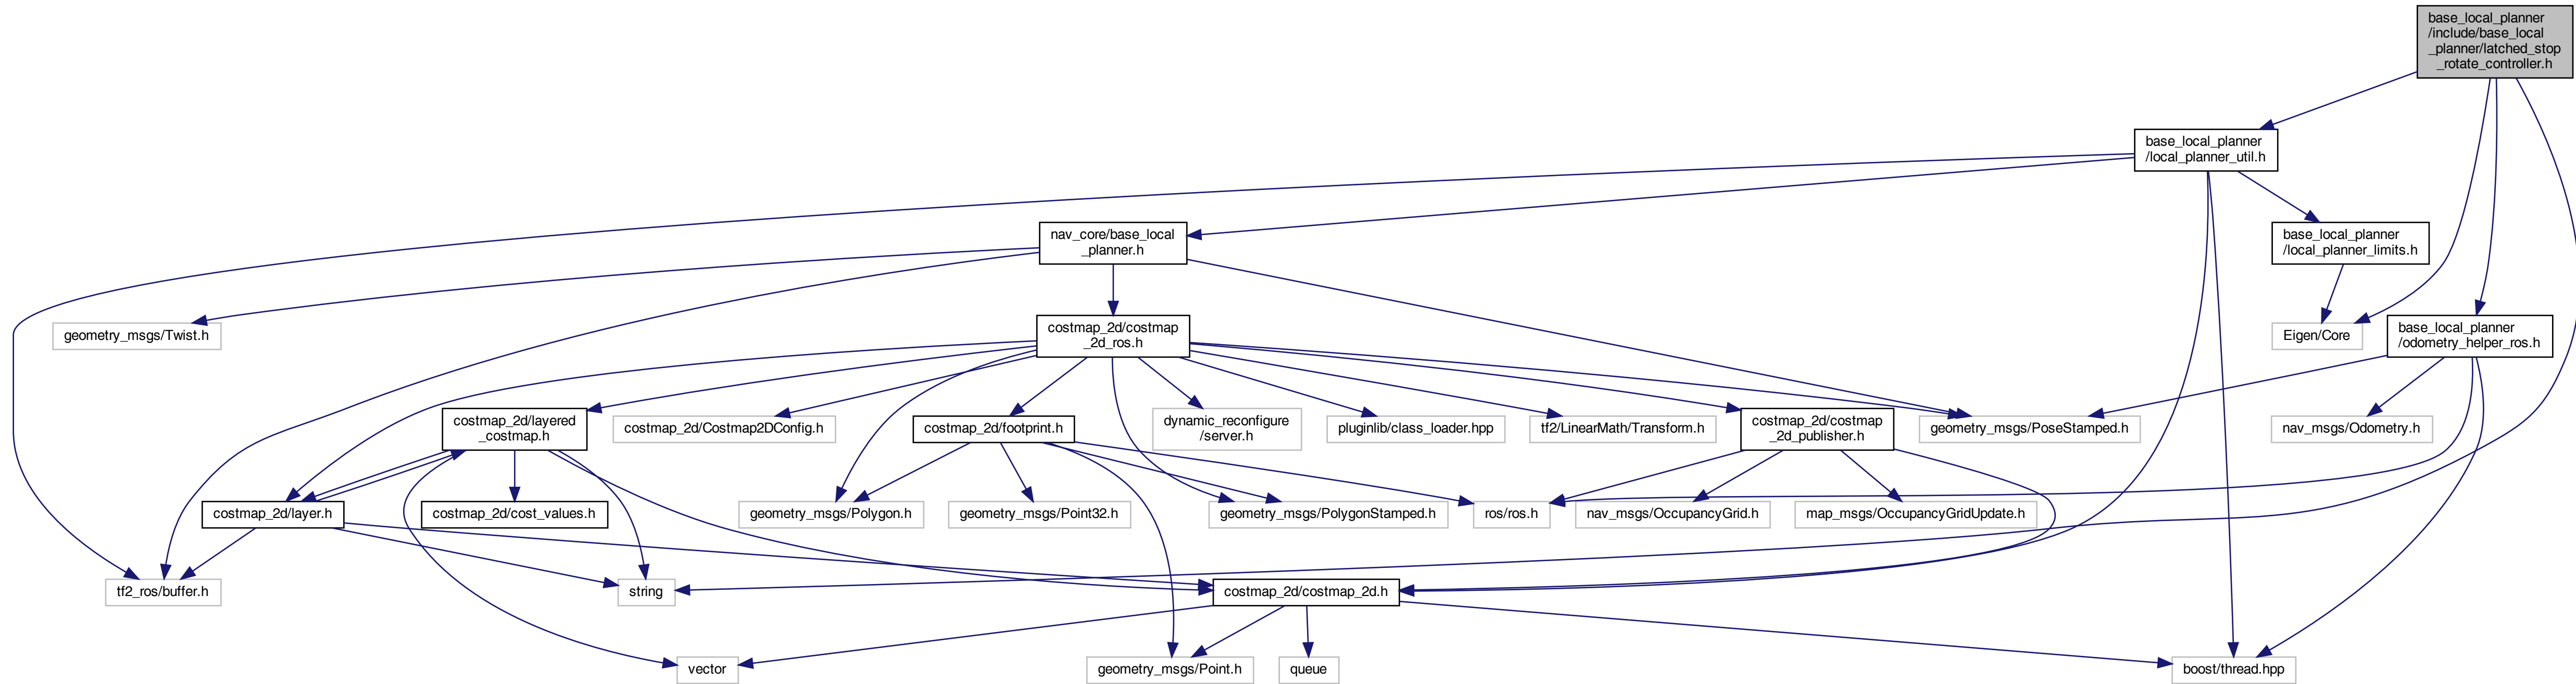 base_local_planner
/include/base_local
_planner/latched_stop
_rotate_controller.h
base_local_planner
/local_planner_util.h
nav_core/base_local
_planner.h
base_local_planner
/local_planner_limits.h
geometry_msgs/Twist.h
costmap_2d/costmap
_2d_ros.h
Eigen/Core
base_local_planner
/odometry_helper_ros.h
costmap_2d/layered
_costmap.h
costmap_2d/Costmap2DConfig.h
costmap_2d/footprint.h
dynamic_reconfigure
/server.h
pluginlib/class_loader.hpp
tf2/LinearMath/Transform.h
costmap_2d/costmap
_2d_publisher.h
geometry_msgs/PoseStamped.h
nav_msgs/Odometry.h
costmap_2d/layer.h
costmap_2d/cost_values.h
geometry_msgs/Polygon.h
geometry_msgs/Point32.h
geometry_msgs/PolygonStamped.h
ros/ros.h
nav_msgs/OccupancyGrid.h
map_msgs/OccupancyGridUpdate.h
tf2_ros/buffer.h
string
costmap_2d/costmap_2d.h
vector
geometry_msgs/Point.h
queue
boost/thread.hpp